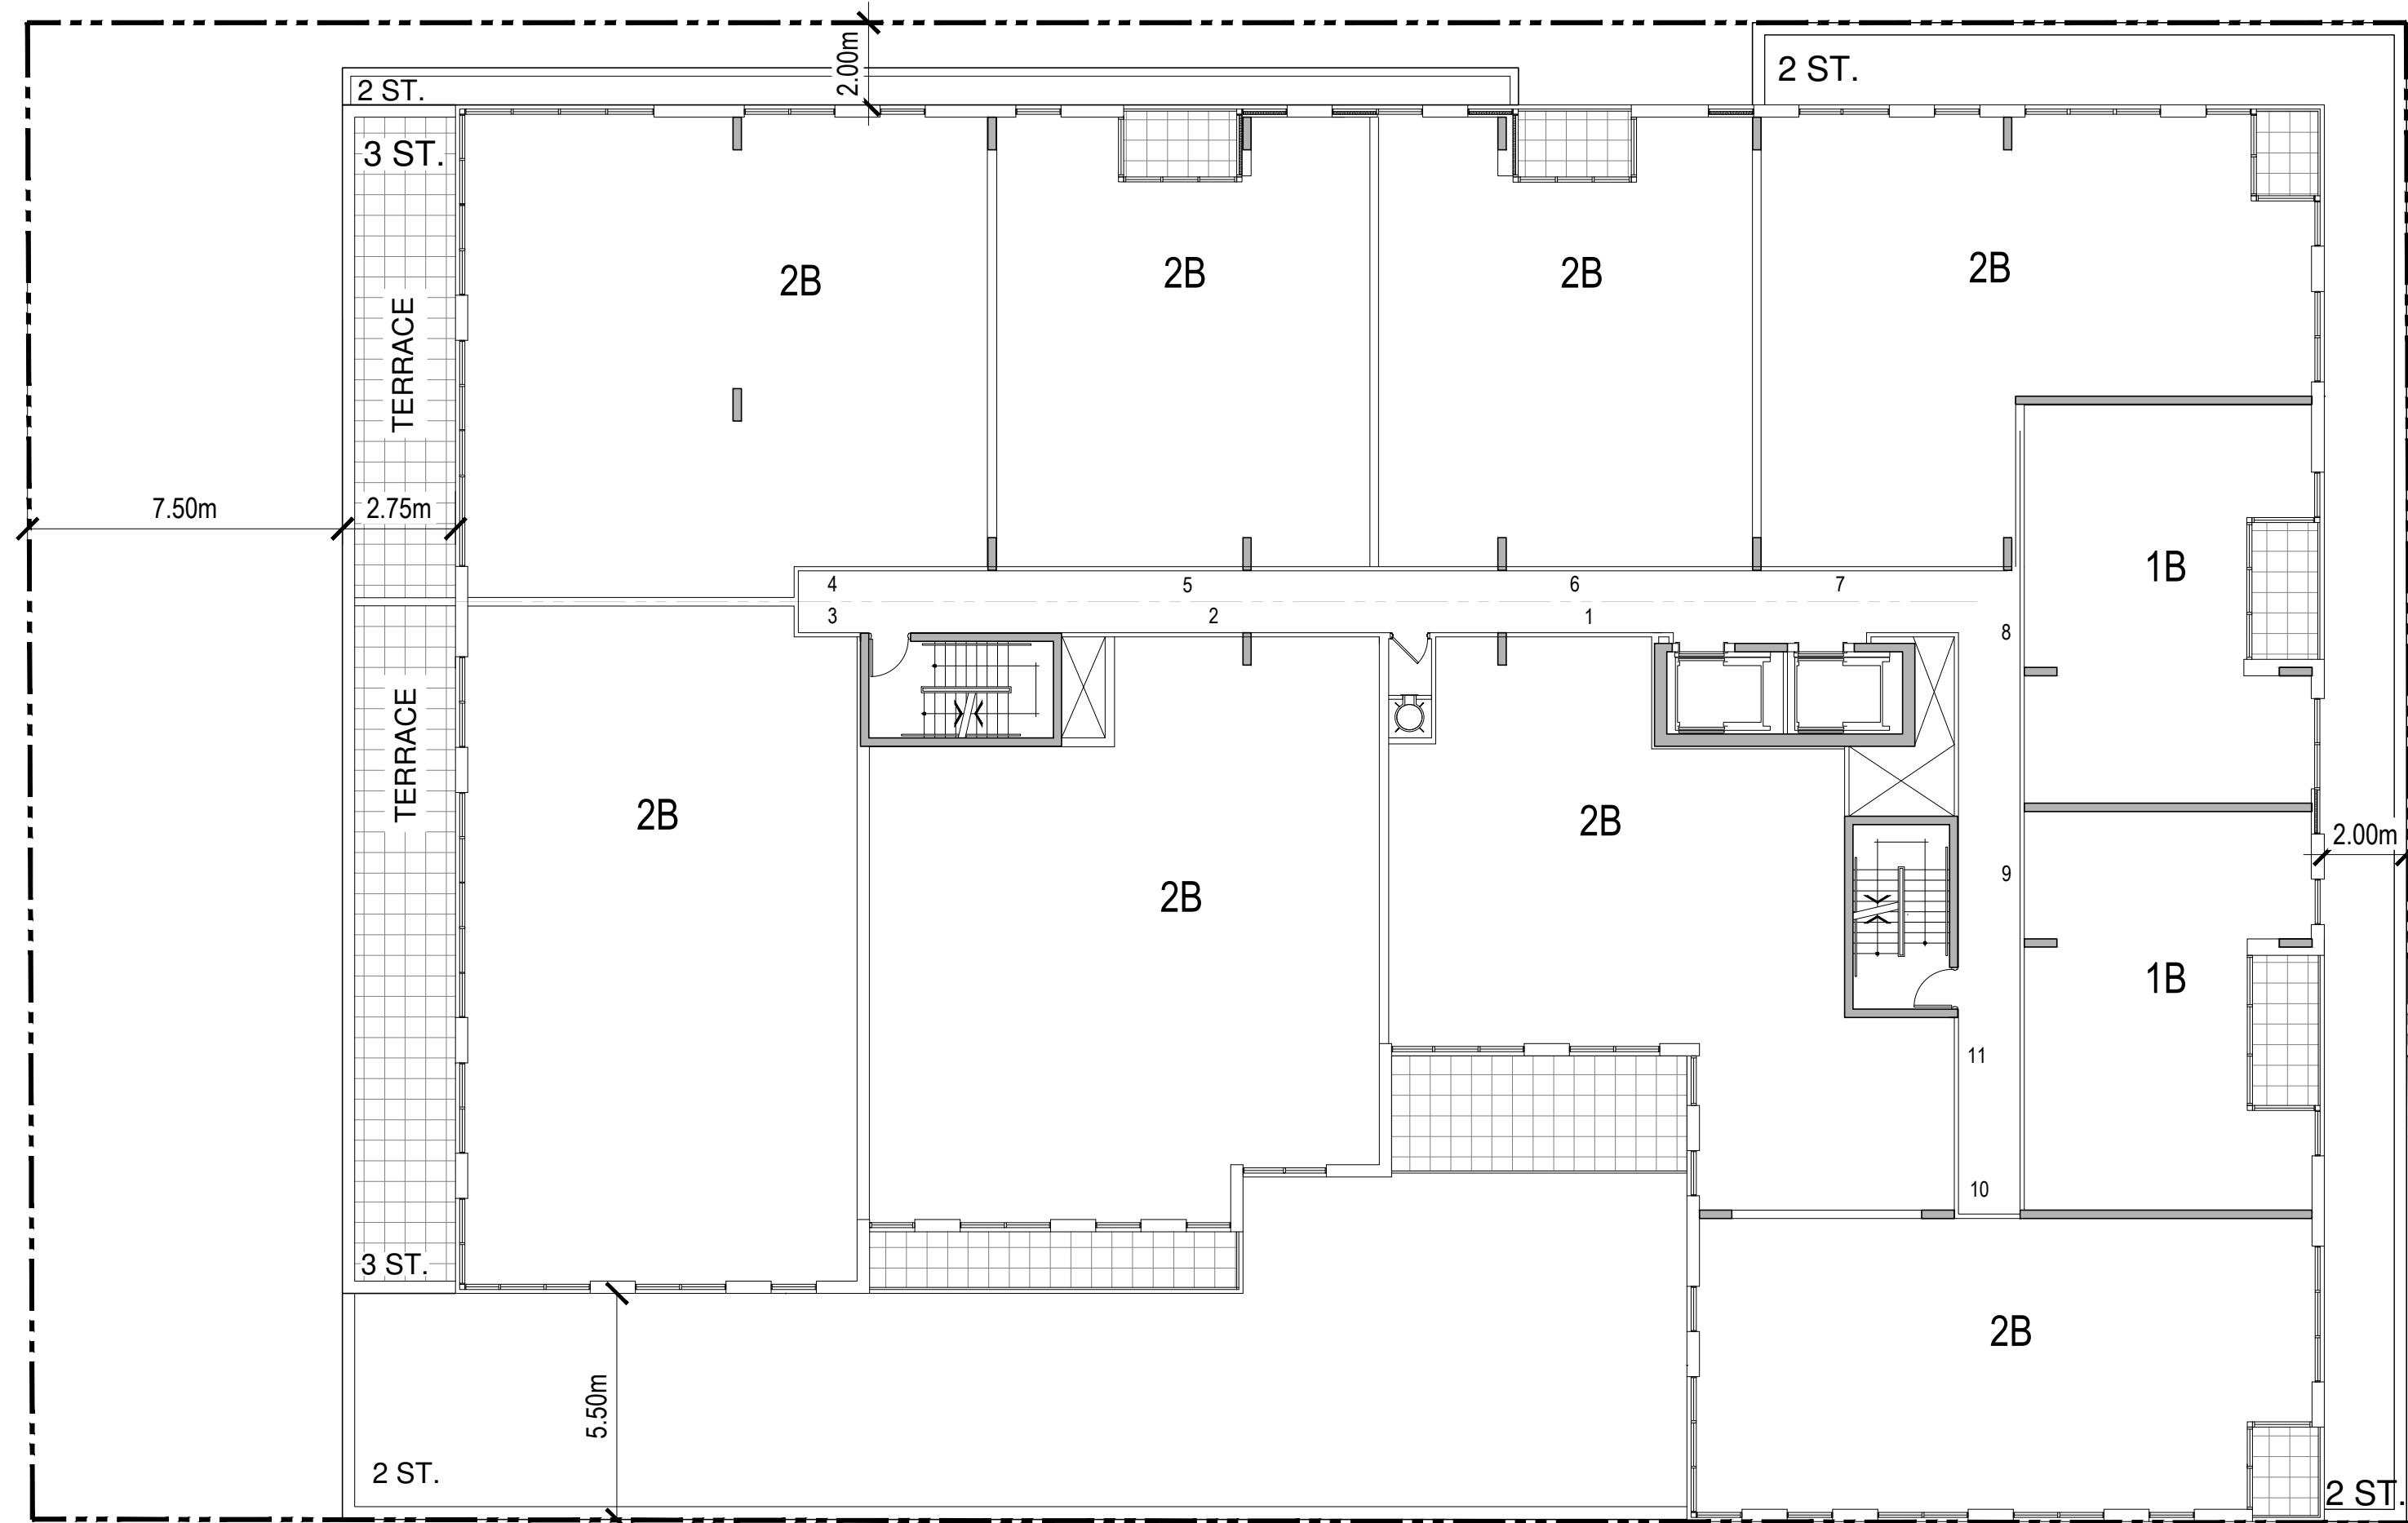 2.00m
2 ST.
2 ST.
3 ST.
2B
2B
2B
2B
TERRACE
7.50m
2.75m
1B
4
5
6
7
3
2
1
8
TERRACE
2B
2B
2.00m
9
2B
1B
11
10
3 ST.
2B
5.50m
2 ST.
2 ST.